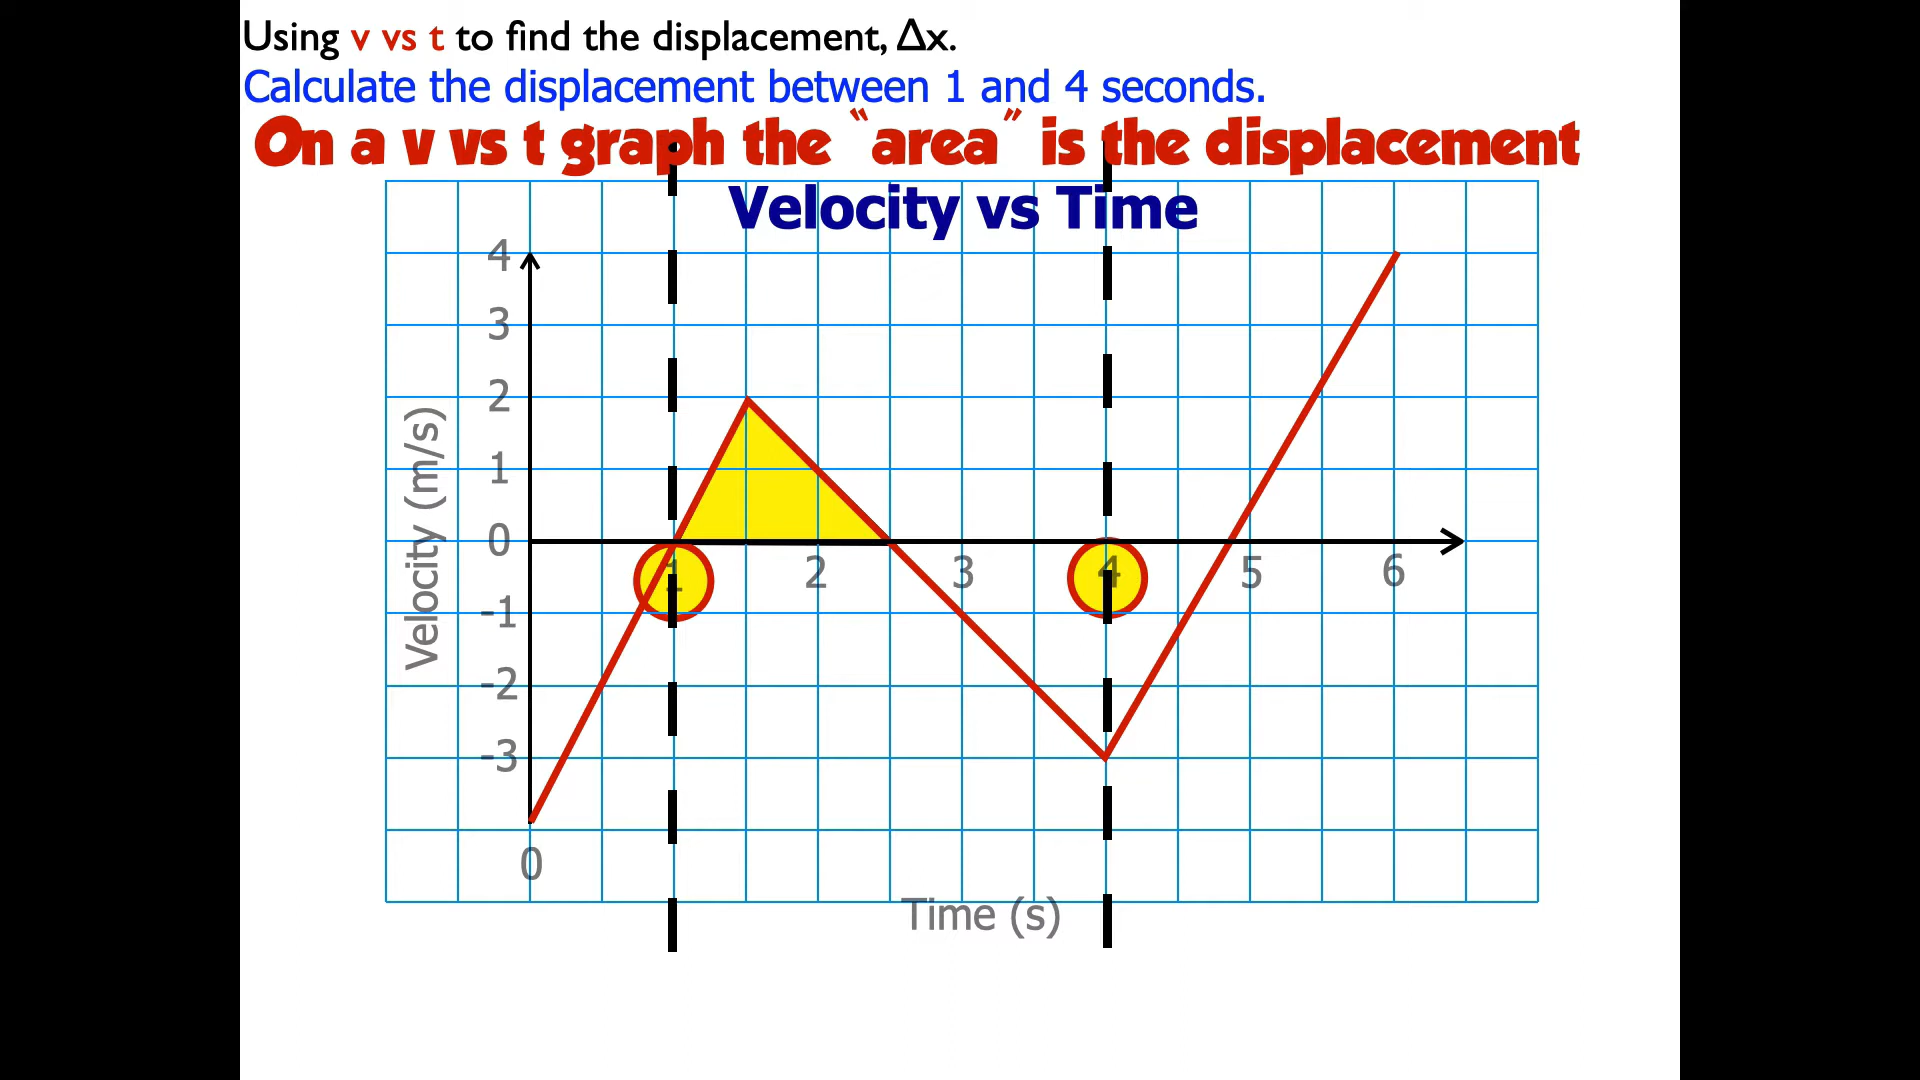 Using v vs t to find the displacement, Δx.
Calculate the displacement between 1 and 4 seconds.
On a v vs t graph the "area" is the displacement
Velocity vs Time
4
3
2
1
0
-1
-2
-3
Velocity (m/s)
1 2 3 4 5 6
0
Time (s)